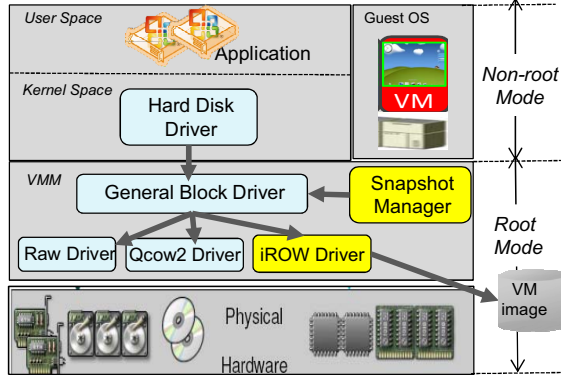 User Space
Application
Guest OS
VM
Kernel Space
Hard Disk
Driver
Non-root
Mode
VMM
General Block Driver
Snapshot
Manager
Raw Driver
Qcow2 Driver
iROW Driver
Root
Mode
VM
image
Physical
Hardware